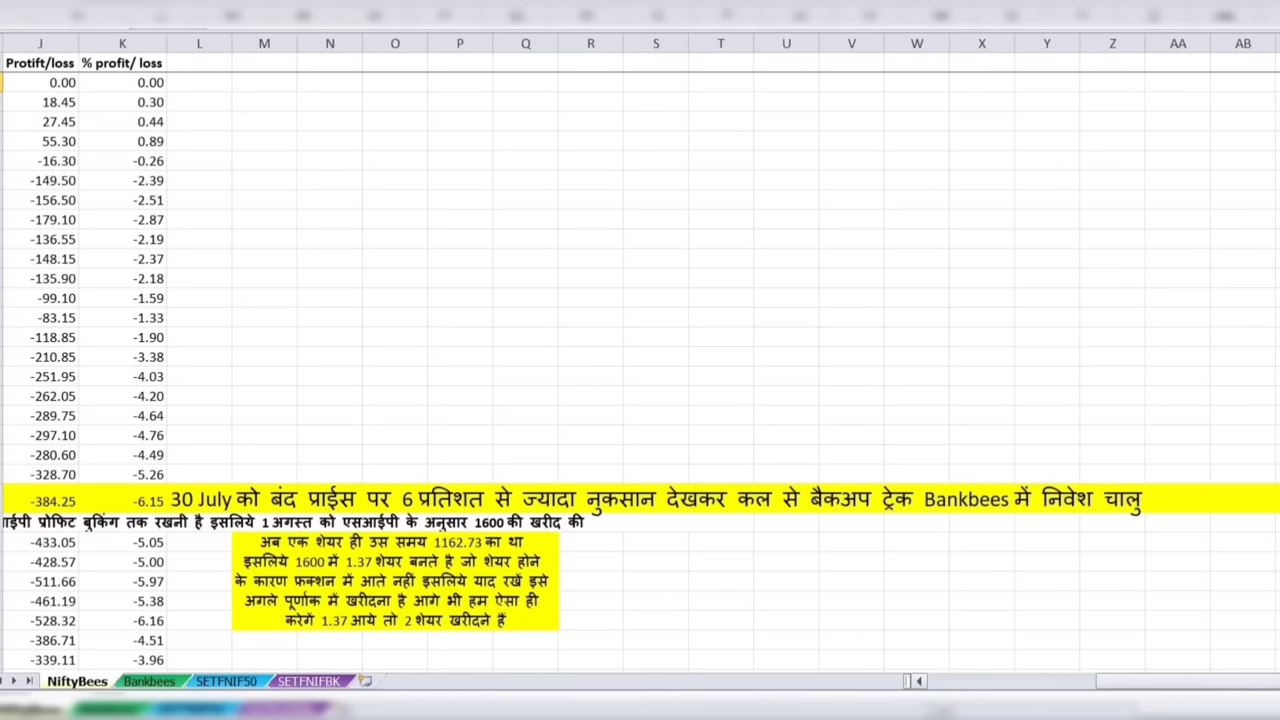 J K L M N O P Q R S T U V W X Y Z AA AB
Protift/loss % profit/ loss
0.00 0.00
18.45 0.30
27.45 0.44
55.30 0.89
-16.30 -0.26
-149.50 -2.39
-156.50 -2.51
-179.10 -2.87
-136.55 -2.19
-148.15 -2.37
-135.90 -2.18
-99.10 -1.59
-83.15 -1.33
-118.85 -1.90
-210.85 -3.38
-251.95 -4.03
-262.05 -4.20
-289.75 -4.64
-297.10 -4.76
-280.60 -4.49
-328.70 -5.26
-384.25 -6.15 30 July को बंद प्राईस पर 6 प्रतिशत से ज्यादा नुकसान देखकर कल से बैकअप ट्रेक Bankbees में निवेश चालु
आईपी प्रोफिट बुकिंग तक रखनी है इसलिये 1 अगस्त को एसआईपी के अनुसार 1600 की खरीद की
-433.05 -5.05 अब एक शेयर ही उस समय 1162.73 का था
-428.57 -5.00 इसलिये 1600 में 1.37 शेयर बनते है जो शेयर होने
-511.66 -5.97 के कारण फ्रक्शन में आते नहीं इसलिये याद रखें इसे
-461.19 -5.38 अगले पूर्णाक में खरीदना है आगे भी हम ऐसा ही
-528.32 -6.16 करेगें 1.37 आये तो 2 शेयर खरीदने हैं
-386.71 -4.51
-339.11 -3.96
NiftyBees Bankbees SETFNIF50 SETFNIFBK